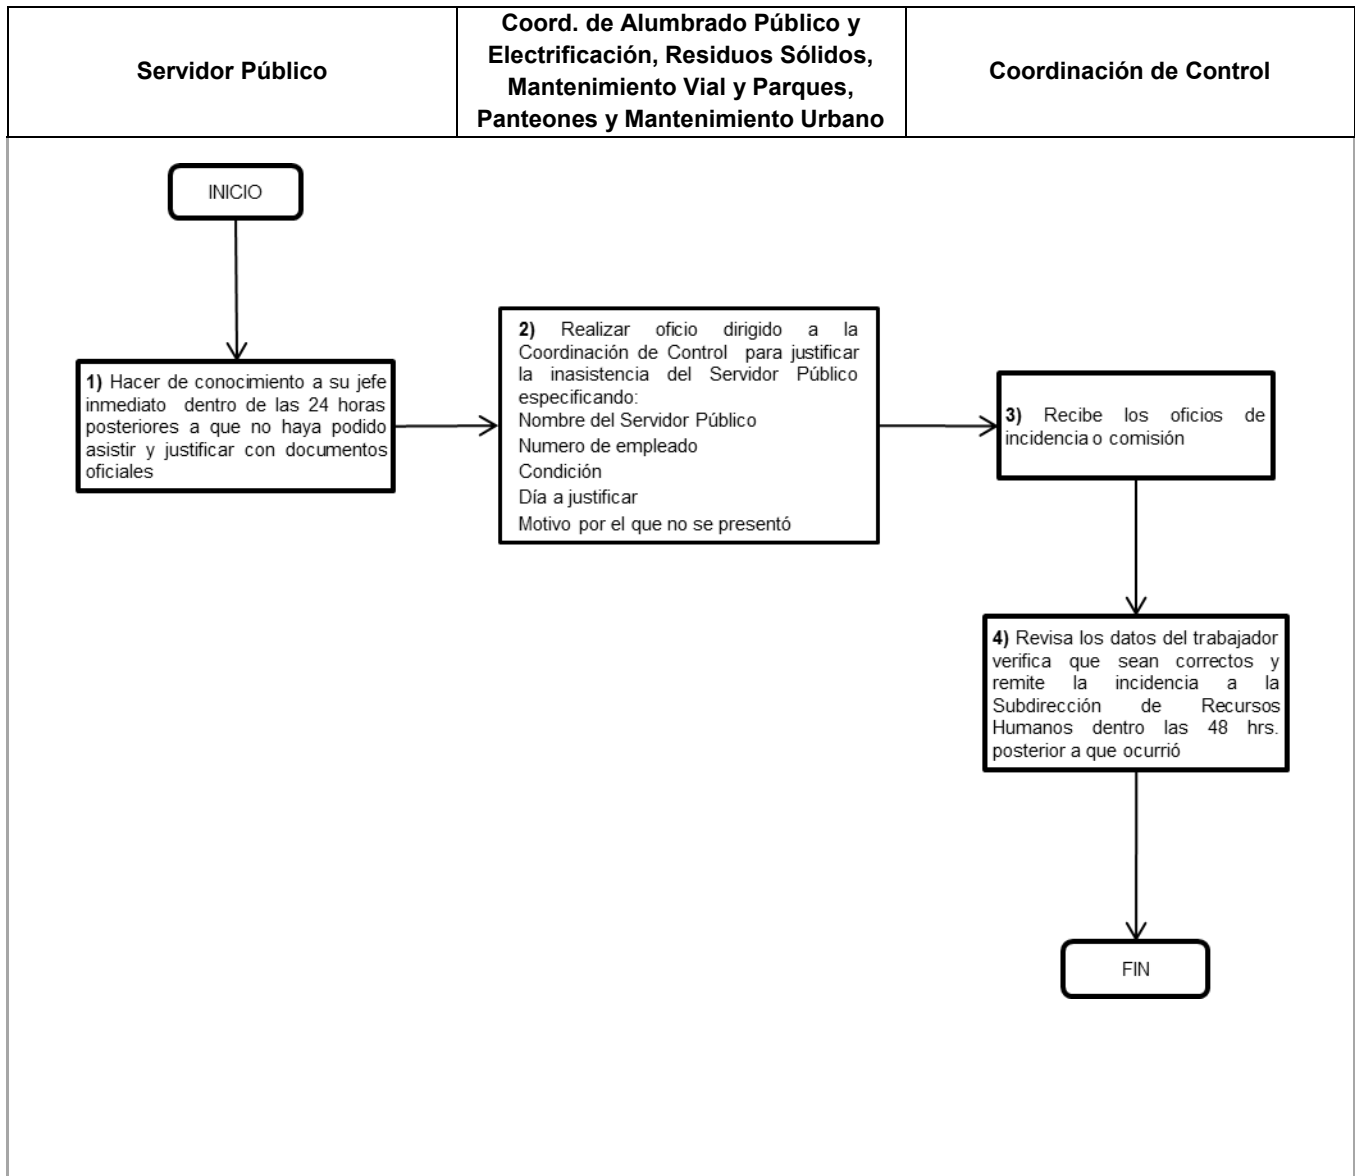 Servidor Público
Coord. de Alumbrado Público y
Electrificación, Residuos Sólidos,
Mantenimiento Vial y Parques,
Panteones y Mantenimiento Urbano
Coordinación de Control
INICIO
1) Hacer de conocimiento a su jefe
inmediato dentro de las 24 horas
posteriores a que no haya podido
asistir y justificar con documentos
oficiales
2) Realizar oficio dirigido a la
Coordinación de Control para justificar
la inasistencia del Servidor Público
especificando:
Nombre del Servidor Público
Numero de empleado
Condición
Día a justificar
Motivo por el que no se presentó
3) Recibe los oficios de
incidencia o comisión
4) Revisa los datos del trabajador
verifica que sean correctos y
remite la incidencia a la
Subdirección de Recursos
Humanos dentro las 48 hrs.
posterior a que ocurrió
FIN